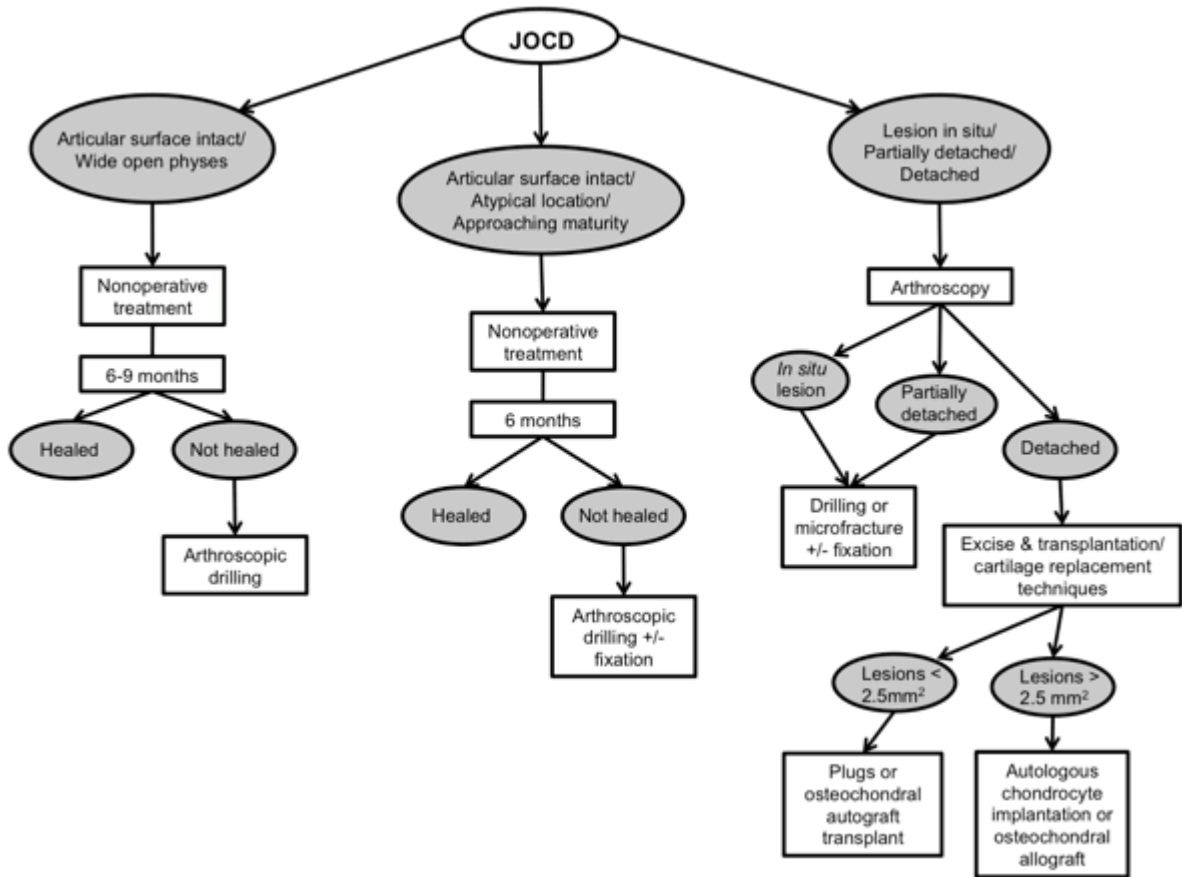 JOCD
Articular surface intact/
Wide open physes
Nonoperative
treatment
6-9 months
Healed
Not healed
Arthroscopic
drilling
Articular surface intact/
Atypical location/
Approaching maturity
Nonoperative
treatment
6 months
Healed
Not healed
Arthroscopic
drilling +/-
fixation
Lesion in situ/
Partially detached/
Detached
Arthroscopy
In situ
lesion
Partially
detached
Detached
Drilling or
microfracture
+/- fixation
Excise & transplantation/
cartilage replacement
techniques
Lesions <
2.5mm²
Lesions >
2.5 mm²
Plugs or
osteochondral
autograft
transplant
Autologous
chondrocyte
implantation or
osteochondral
allograft